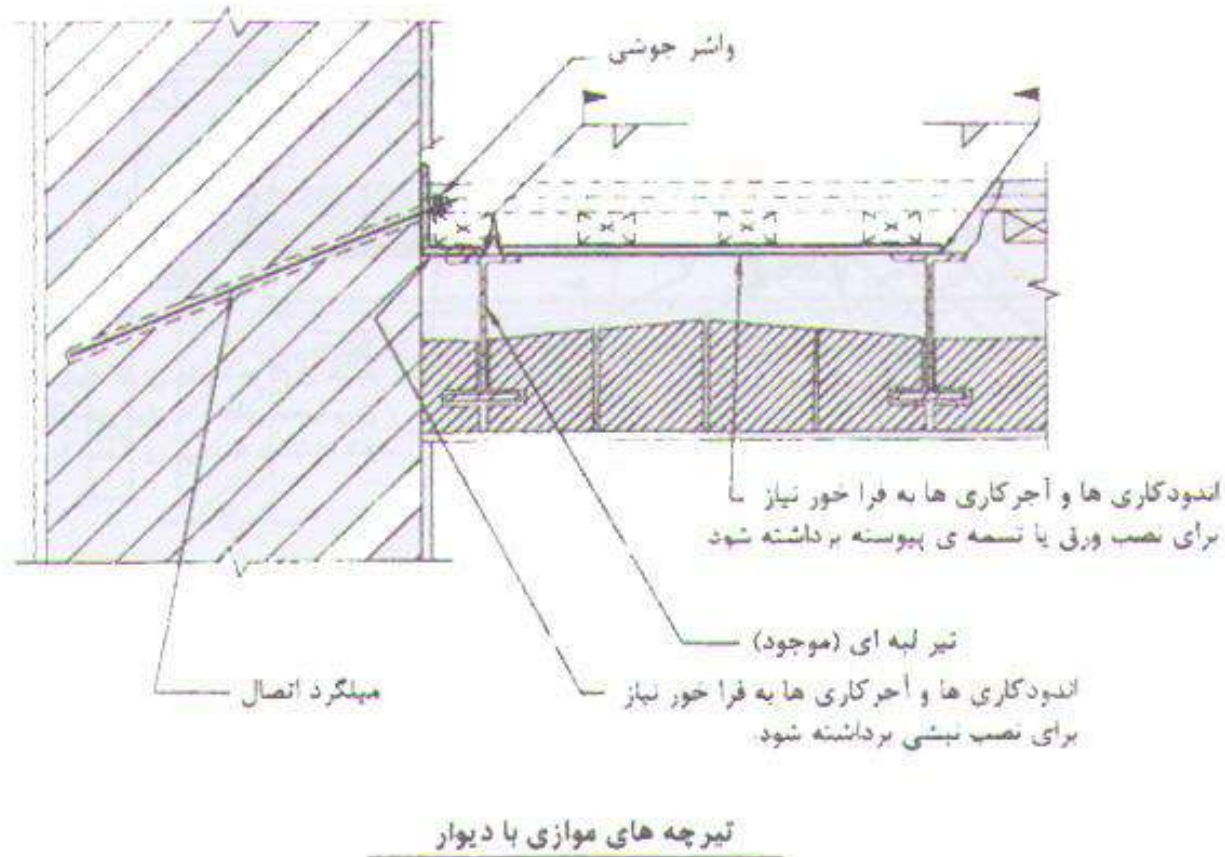 واشر جوشی
اندودکاری ها و آجرکاری ها به فرا خور نیاز
برای نصب ورق یا تسمه ی پیوسته برداشته شود
تیر لبه ای (موجود)
میلگرد اتصال
اندودکاری ها و آجرکاری ها به فرا خور نیاز
برای نصب نبشی برداشته شود.
تیرچه های موازی با دیوار